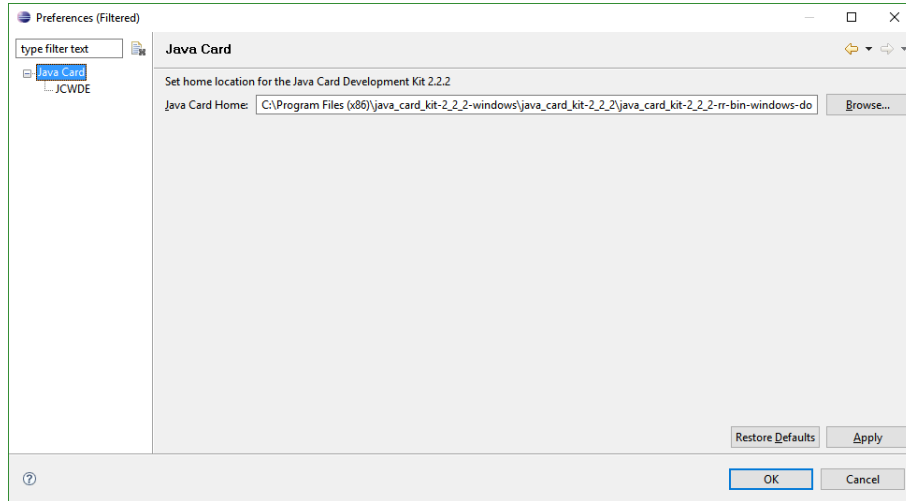 Preferences (Filtered)
type filter text
Java Card
Java Card
JCWDE
Set home location for the Java Card Development Kit 2.2.2
Java Card Home: C:\Program Files (x86)\java_card_kit-2_2_2-windows\java_card_kit-2_2_2\java_card_kit-2_2_2-rr-bin-windows-do Browse...
Restore Defaults Apply
OK Cancel